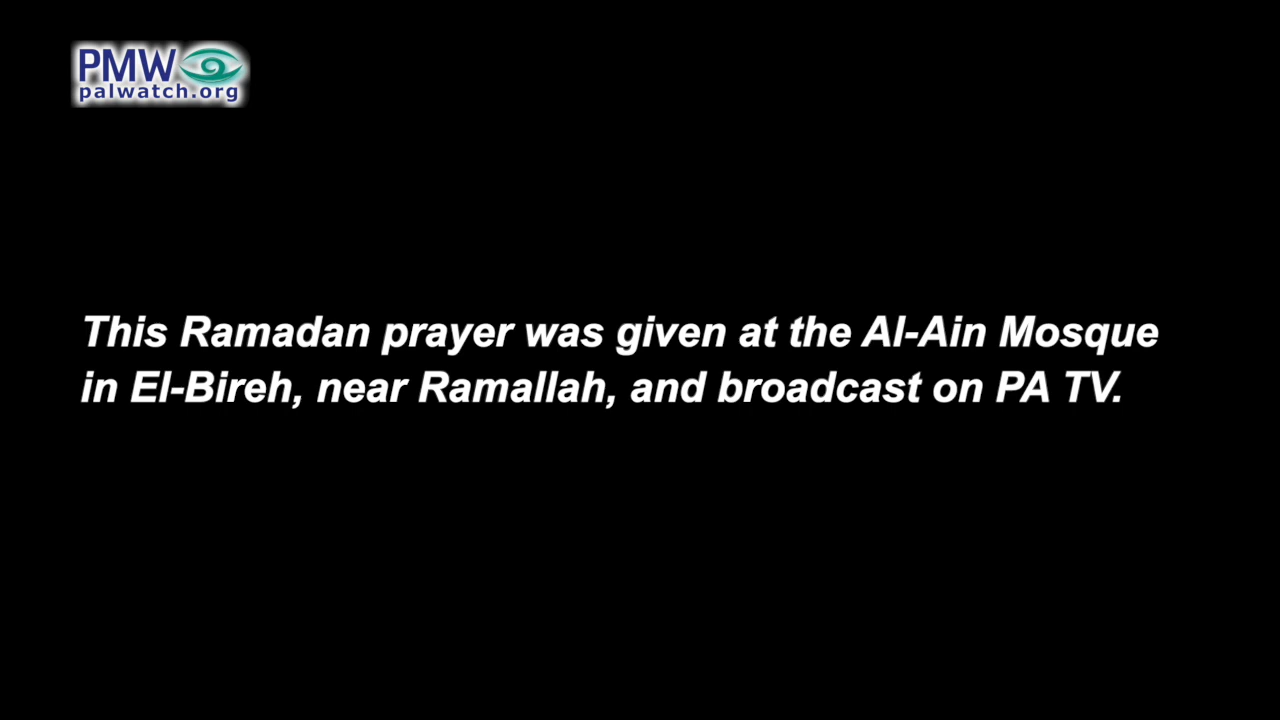 PMW
palwatch.org
This Ramadan prayer was given at the Al-Ain Mosque
in El-Bireh, near Ramallah, and broadcast on PA TV.